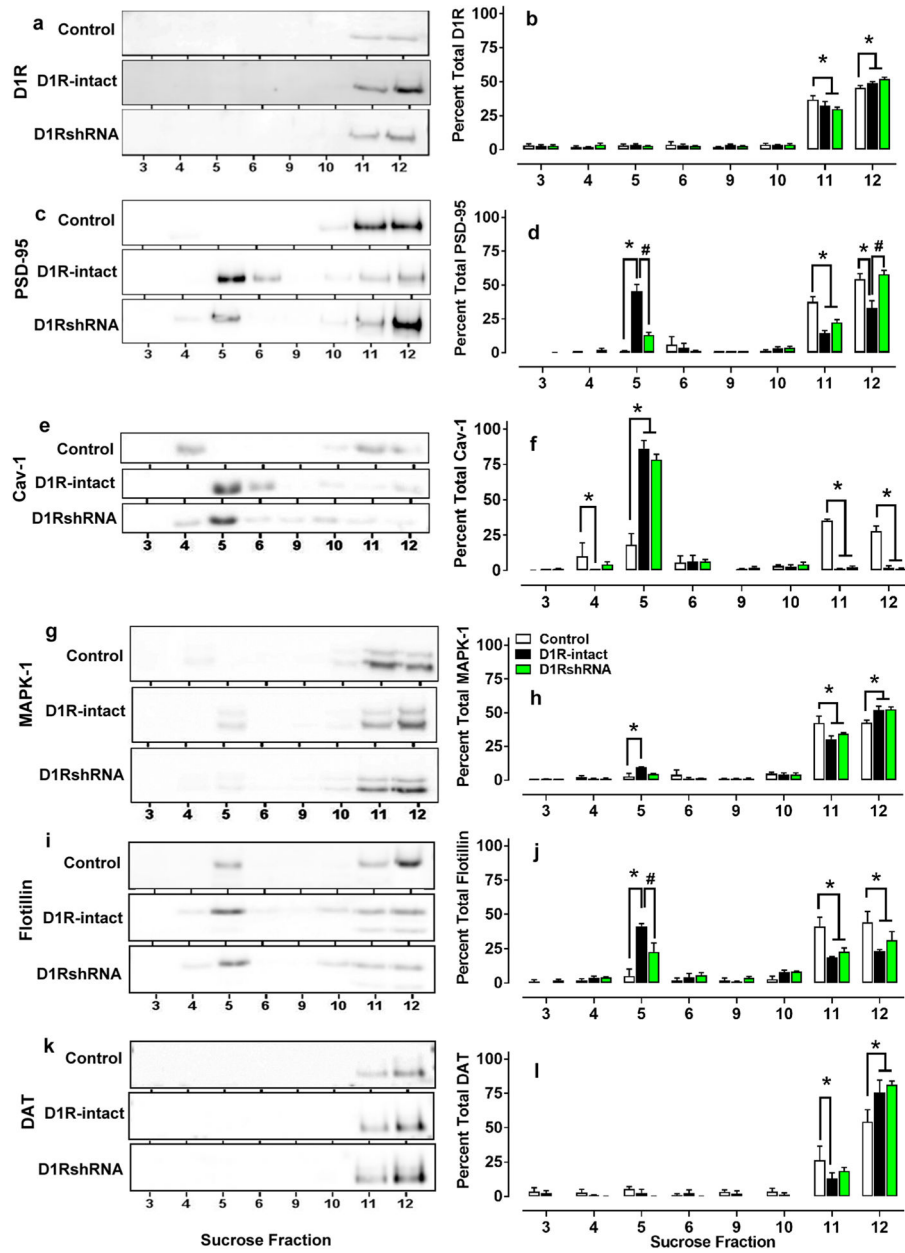 a
Control
D1R-intact
D1RshRNA
D1R
3 4 5 6 9 10 11 12
b
Percent Total D1R
100
75
50
25
0
* *
3 4 5 6 9 10 11 12
c
Control
D1R-intact
D1RshRNA
PSD-95
3 4 5 6 9 10 11 12
d
Percent Total PSD-95
100
75
50
25
0
* # * * #
3 4 5 6 9 10 11 12
e
Control
D1R-intact
D1RshRNA
Cav-1
3 4 5 6 9 10 11 12
f
Percent Total Cav-1
100
75
50
25
0
* * * *
3 4 5 6 9 10 11 12
g
Control
D1R-intact
D1RshRNA
MAPK-1
3 4 5 6 9 10 11 12
h
Percent Total MAPK-1
100
75
50
25
0
Control
D1R-intact
D1RshRNA
* * *
3 4 5 6 9 10 11 12
i
Control
D1R-intact
D1RshRNA
Flotillin
3 4 5 6 9 10 11 12
j
Percent Total Flotillin
100
75
50
25
0
* # * *
3 4 5 6 9 10 11 12
k
Control
D1R-intact
D1RshRNA
DAT
3 4 5 6 9 10 11 12
Sucrose Fraction
l
Percent Total DAT
100
75
50
25
0
* *
3 4 5 6 9 10 11 12
Sucrose Fraction